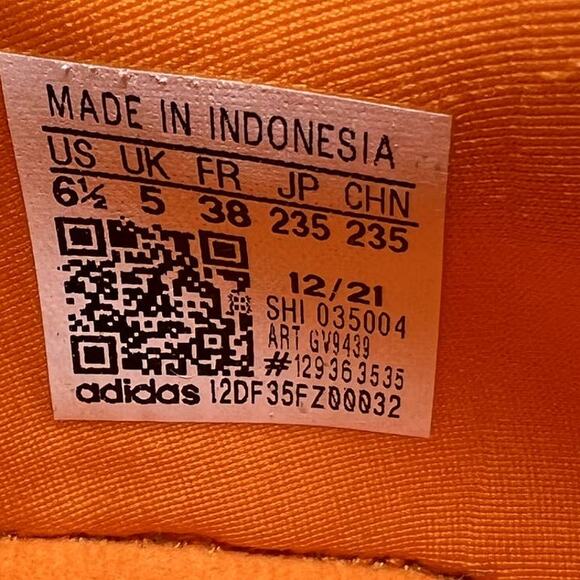 MADE IN INDONESIA
US UK FR JP CHN
6½ 5 38 235 235
12/21
SHI 035004
ART GV9439
#129363535
adidas 12DF35FZ00032